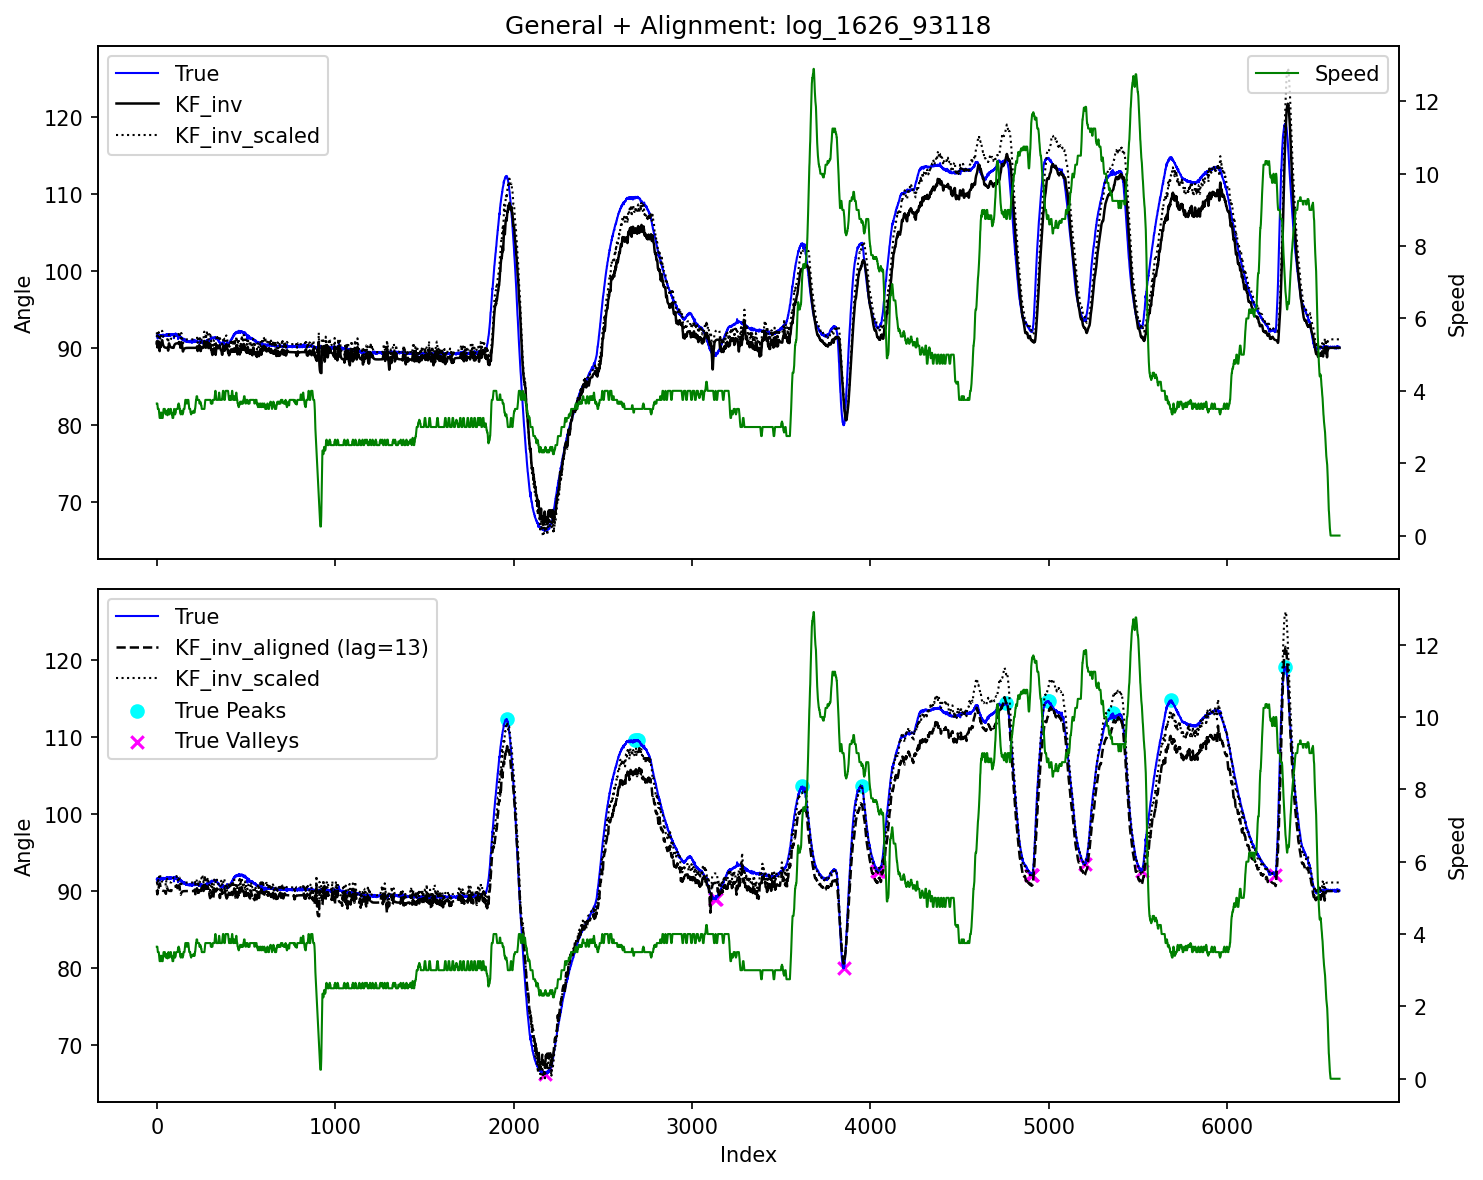 General + Alignment: log_1626_93118
True
KF_inv
KF_inv_scaled
Speed
120
110
100
90
80
70
Angle
12
10
8
6
4
2
0
Speed
True
KF_inv_aligned (lag=13)
KF_inv_scaled
True Peaks
True Valleys
120
110
100
90
80
70
Angle
12
10
8
6
4
2
0
Speed
0
1000
2000
3000
4000
5000
6000
Index